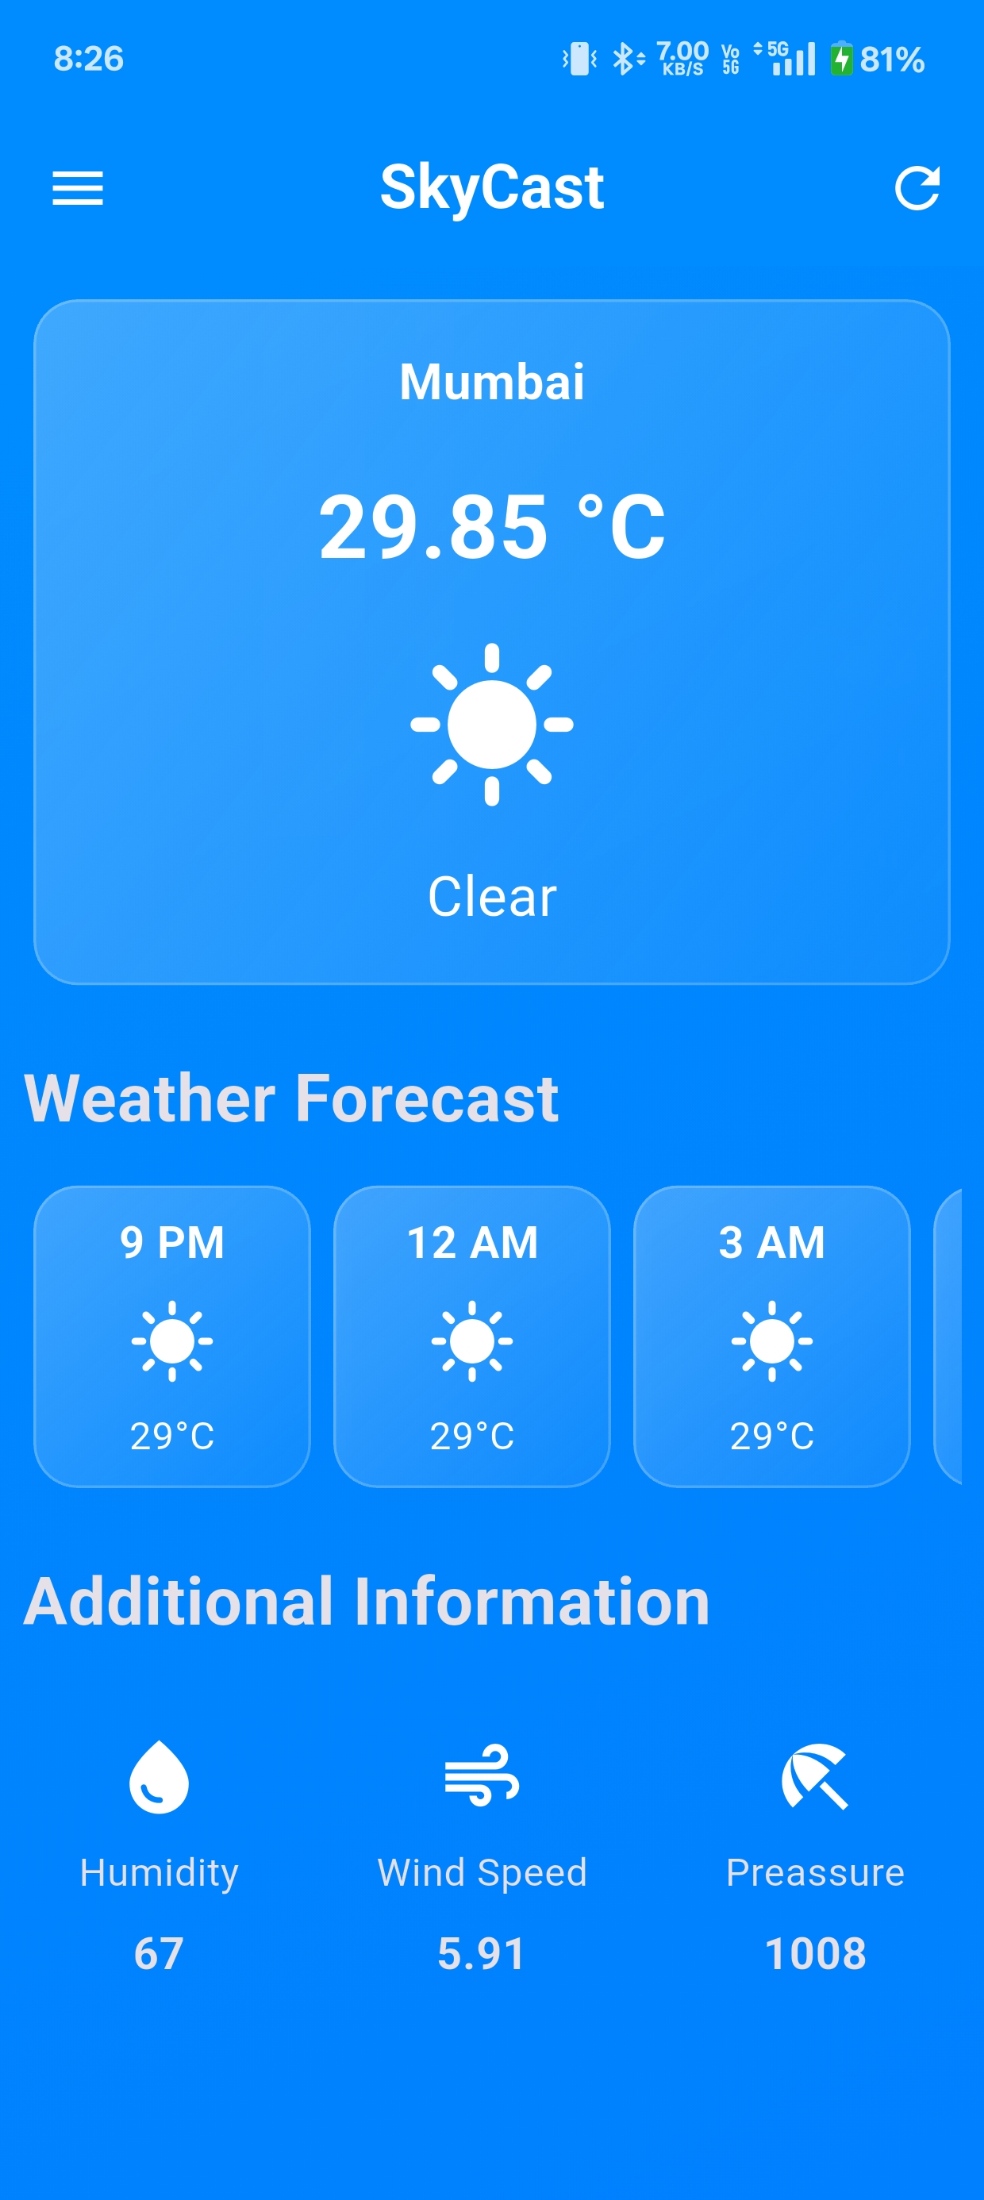 8:26 7.00 KB/S Vo 5G 5G 81%
SkyCast
Mumbai
29.85 °C
Clear
Weather Forecast
9 PM 12 AM 3 AM
29°C 29°C 29°C
Additional Information
Humidity Wind Speed Preassure
67 5.91 1008